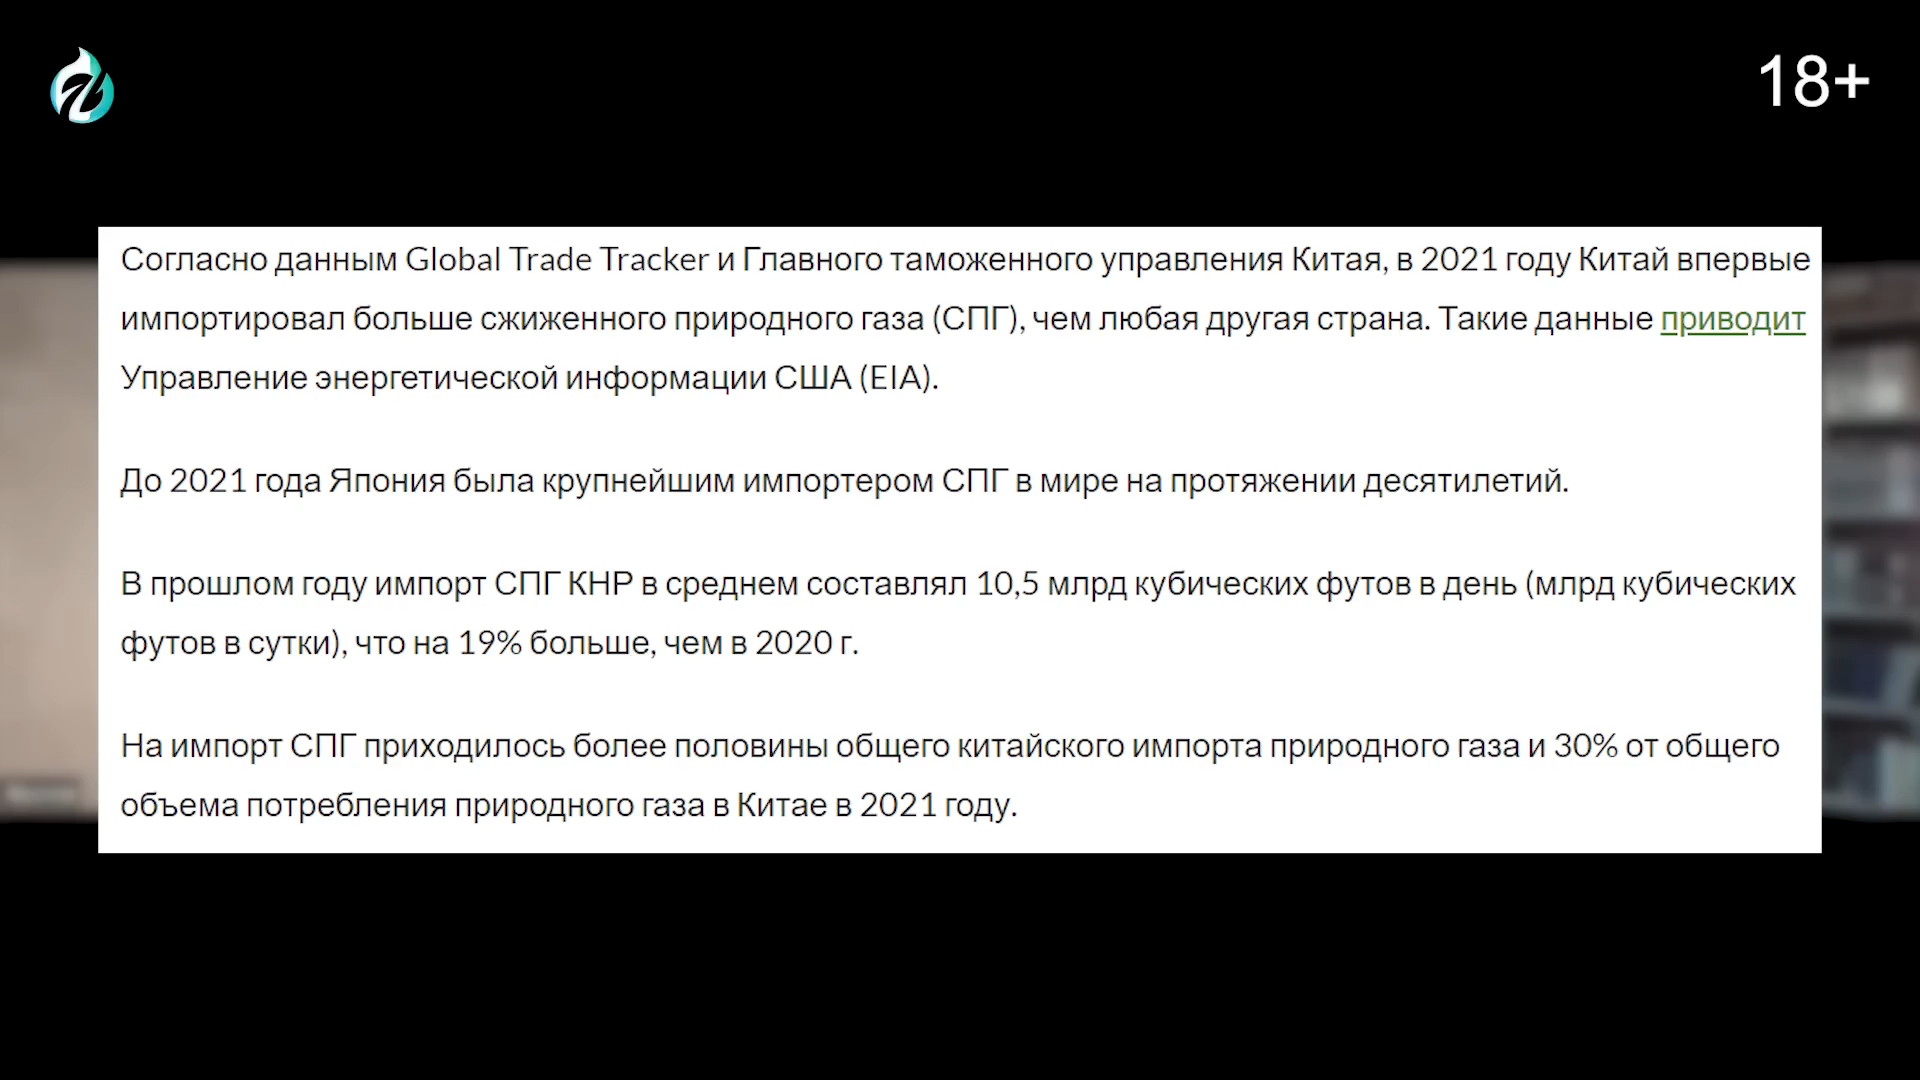 18+
Согласно данным Global Trade Tracker и Главного таможенного управления Китая, в 2021 году Китай впервые
импортировал больше сжиженного природного газа (СПГ), чем любая другая страна. Такие данные приводит
Управление энергетической информации США (EIA).
До 2021 года Япония была крупнейшим импортером СПГ в мире на протяжении десятилетий.
В прошлом году импорт СПГ КНР в среднем составлял 10,5 млрд кубических футов в день (млрд кубических
футов в сутки), что на 19% больше, чем в 2020 г.
На импорт СПГ приходилось более половины общего китайского импорта природного газа и 30% от общего
объема потребления природного газа в Китае в 2021 году.